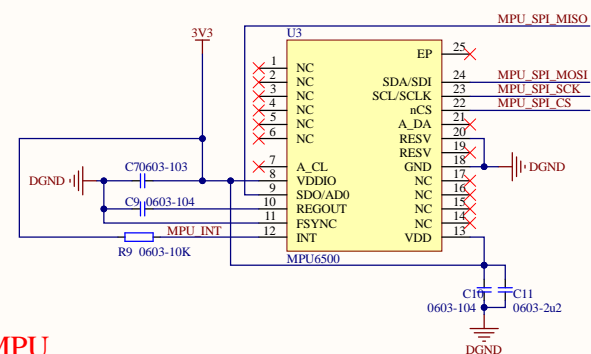 MPU_SPI_MISO
3V3
U3
EP 25
1 NC
2 NC
3 NC
4 NC
5 NC
6 NC
7 A_CL
8 VDDIO
9 SDO/AD0
10 REGOUT
11 FSYNC
12 INT
SDA/SDI 24 MPU_SPI_MOSI
SCL/SCLK 23 MPU_SPI_SCK
nCS 22 MPU_SPI_CS
A_DA 21
RESV 20
RESV 19
GND 18
NC 17
NC 16
NC 15
NC 14
VDD 13
DGND
DGND
C7 0603-103
C9 0603-104
MPU_INT
R9 0603-10K
MPU6500
C10 C11
0603-104 0603-2u2
DGND
MPU